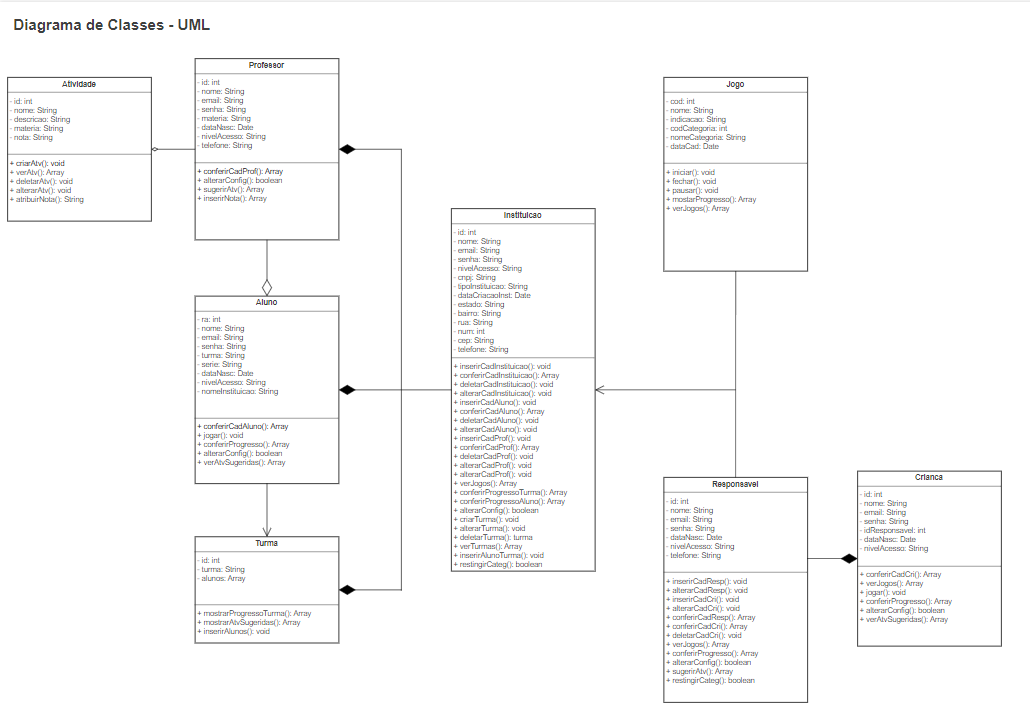 Diagrama de Classes - UML
Atividade
- id: int
- nome: String
- descricao: String
- materia: String
- nota: String
+ criarAtv(): void
+ verAtv(): Array
+ deletarAtv(): void
+ alterarAtv(): void
+ atribuirNota(): String
Professor
- id: int
- nome: String
- email: String
- senha: String
- materia: String
- dataNasc: Date
- nivelAcesso: String
- telefone: String
+ conferirCadProf(): Array
+ alterarConfig(): boolean
+ sugerirAtv(): Array
+ inserirNota(): Array
Aluno
- ra: int
- nome: String
- email: String
- senha: String
- turma: String
- serie: String
- dataNasc: Date
- nivelAcesso: String
- nomeInstituicao: String
+ conferirCadAluno(): Array
+ jogar(): void
+ conferirProgresso(): Array
+ alterarConfig(): boolean
+ verAtvSugeridas(): Array
Turma
- id: int
- turma: String
- alunos: Array
+ mostrarProgressoTurma(): Array
+ mostrarAtvSugeridas(): Array
+ inserirAlunos(): void
Instituicao
- id: int
- nome: String
- email: String
- senha: String
- nivelAcesso: String
- cnpj: String
- tipoInstituicao: String
- dataCriacaoInst: Date
- estado: String
- bairro: String
- rua: String
- num: int
- cep: String
- telefone: String
+ inserirCadInstituicao(): void
+ conferirCadInstituicao(): Array
+ deletarCadInstituicao(): void
+ alterarCadInstituicao(): void
+ inserirCadAluno(): void
+ conferirCadAluno(): Array
+ deletarCadAluno(): void
+ alterarCadAluno(): void
+ inserirCadProf(): void
+ conferirCadProf(): Array
+ deletarCadProf(): void
+ alterarCadProf(): void
+ alterarCadProf(): void
+ verJogos(): Array
+ conferirProgressoTurma(): Array
+ conferirProgressoAluno(): Array
+ alterarConfig(): boolean
+ criarTurma(): void
+ alterarTurma(): void
+ deletarTurma(): turma
+ verTurmas(): Array
+ inserirAlunoTurma(): void
+ restingirCateg(): boolean
Jogo
- cod: int
- nome: String
- indicacao: String
- codCategoria: int
- nomeCategoria: String
- dataCad: Date
+ iniciar(): void
+ fechar(): void
+ pausar(): void
+ mostarProgresso(): Array
+ verJogos(): Array
Responsavel
- id: int
- nome: String
- email: String
- senha: String
- dataNasc: Date
- nivelAcesso: String
- telefone: String
+ inserirCadResp(): void
+ alterarCadResp(): void
+ inserirCadCri(): void
+ alterarCadCri(): void
+ conferirCadResp(): Array
+ conferirCadCri(): Array
+ deletarCadCri(): void
+ verJogos(): Array
+ conferirProgresso(): Array
+ alterarConfig(): boolean
+ sugerirAtv(): Array
+ restingirCateg(): boolean
Crianca
- id: int
- nome: String
- email: String
- senha: String
- idResponsavel: int
- dataNasc: Date
- nivelAcesso: String
+ conferirCadCri(): Array
+ verJogos(): Array
+ jogar(): void
+ conferirProgresso(): Array
+ alterarConfig(): boolean
+ verAtvSugeridas(): Array